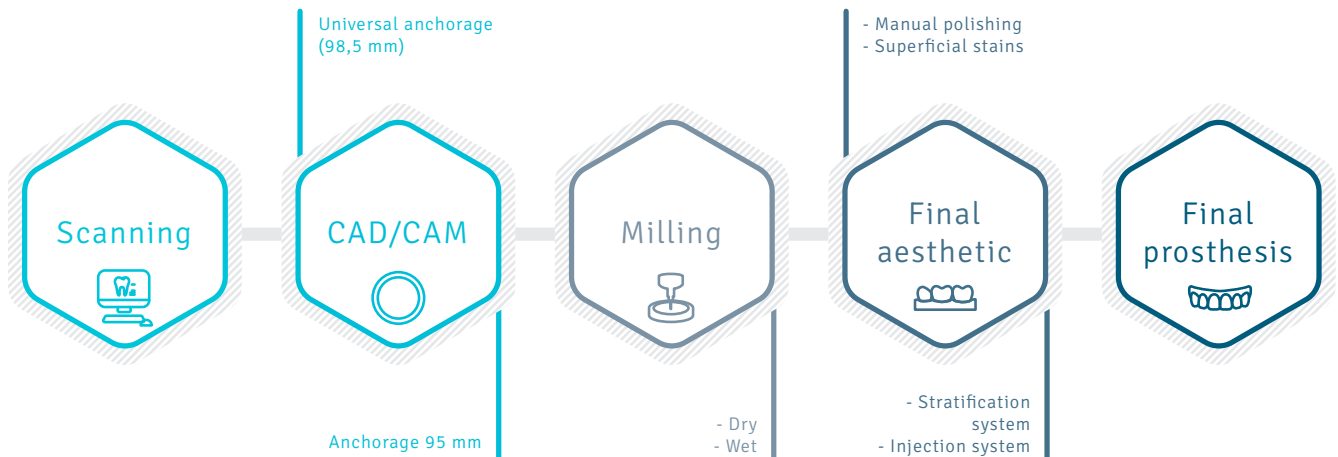 Universal anchorage
(98,5 mm)
- Manual polishing
- Superficial stains
Scanning
CAD/CAM
Milling
Final
aesthetic
Final
prosthesis
Anchorage 95 mm
- Dry
- Wet
- Stratification
system
- Injection system